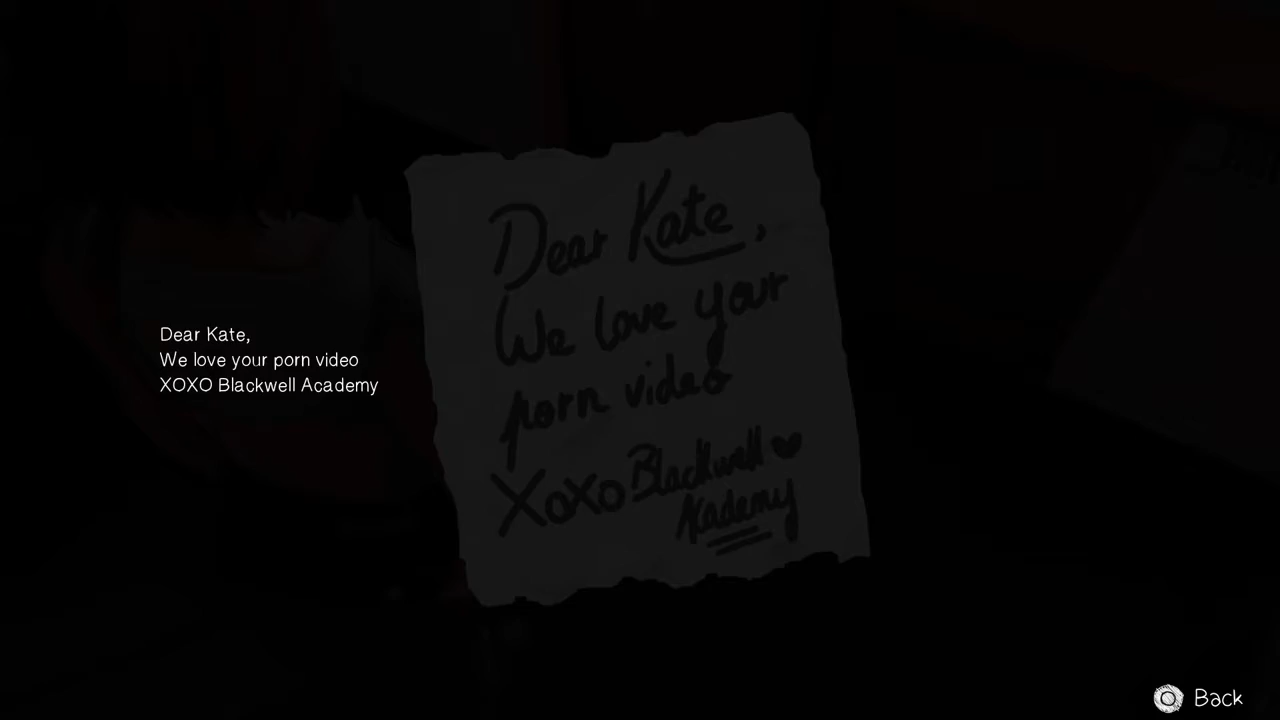 Dear Kate,
We love your porn video
XOXO Blackwell Academy
Dear Kate,
We love your
porn video
XoXo Blackwell
Academy
Back